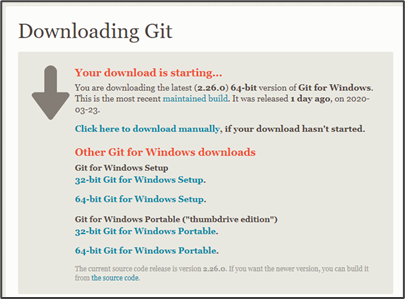 Downloading Git
Your download is starting...
You are downloading the latest (2.26.0) 64-bit version of Git for Windows.
This is the most recent maintained build. It was released 1 day ago, on 2020-
03-23.
Click here to download manually, if your download hasn't started.
Other Git for Windows downloads
Git for Windows Setup
32-bit Git for Windows Setup.
64-bit Git for Windows Setup.
Git for Windows Portable ("thumbdrive edition")
32-bit Git for Windows Portable.
64-bit Git for Windows Portable.
The current source code release is version 2.26.0. If you want the newer version, you can build it
from the source code.